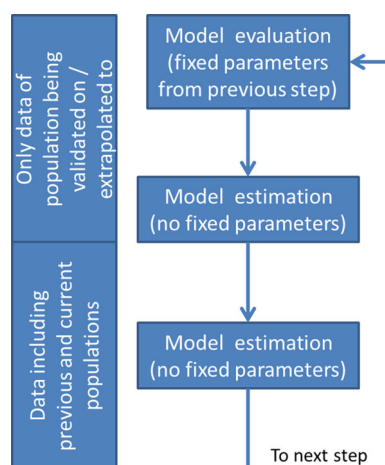 Only data of
population being
validated on /
extrapolated to
Model evaluation
(fixed parameters
from previous step)
Model estimation
(no fixed parameters)
Data including
previous and current
populations
Model estimation
(no fixed parameters)
To next step